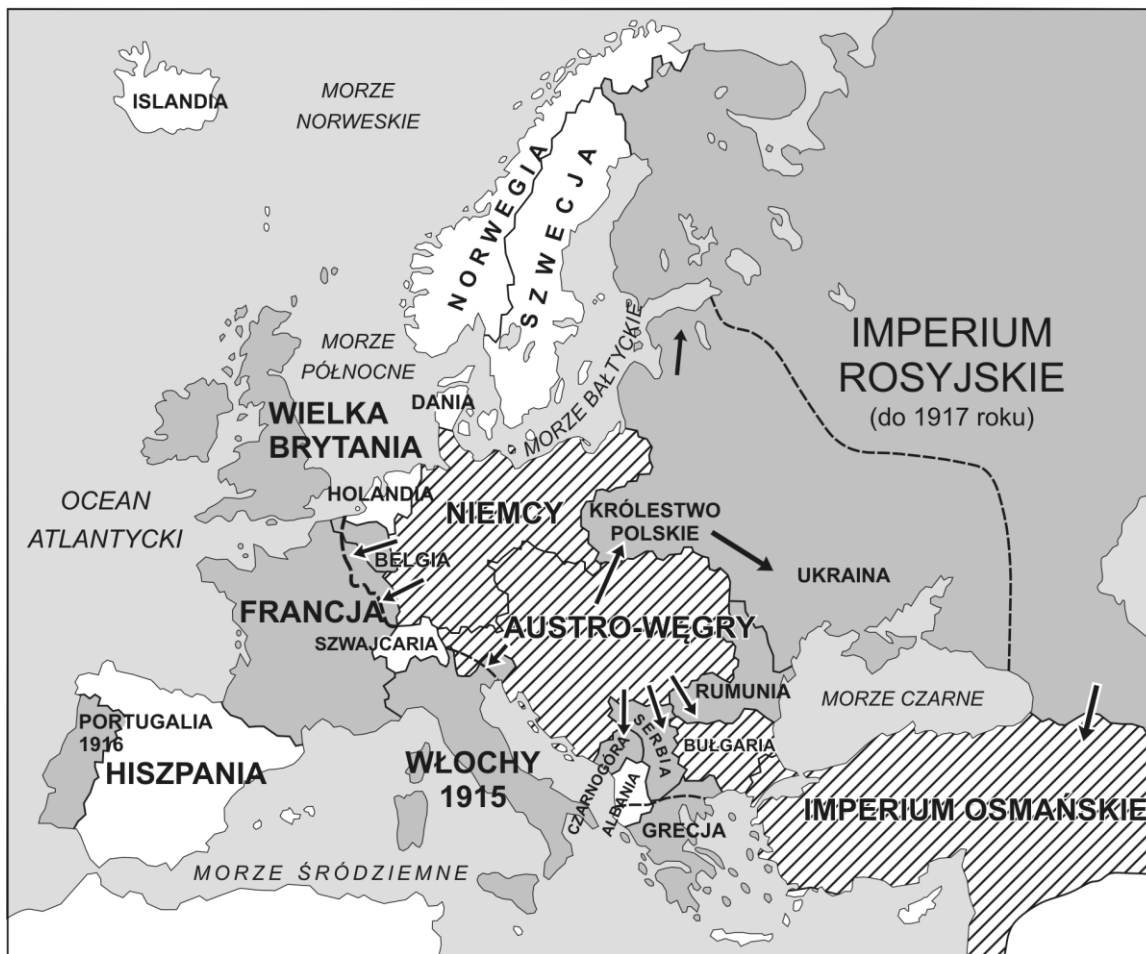 ISLANDIA
MORZE
NORWESKIE
NORWEGIA
SZWECJA
MORZE
PÓŁNOCNE
MORZE BAŁTYCKIE
IMPERIUM
ROSYJSKIE
(do 1917 roku)
DANIA
WIELKA
BRYTANIA
HOLANDIA
OCEAN
ATLANTYCKI
NIEMCY
KRÓLESTWO
POLSKIE
BELGIA
UKRAINA
FRANCJA
AUSTRO-WĘGRY
SZWAJCARIA
RUMUNIA
MORZE CZARNE
PORTUGALIA
1916
HISZPANIA
WŁOCHY
1915
CZARNOGÓRA
SERBIA
BUŁGARIA
ALBANIA
GRECJA
IMPERIUM OSMAŃSKIE
MORZE ŚRÓDZIEMNE